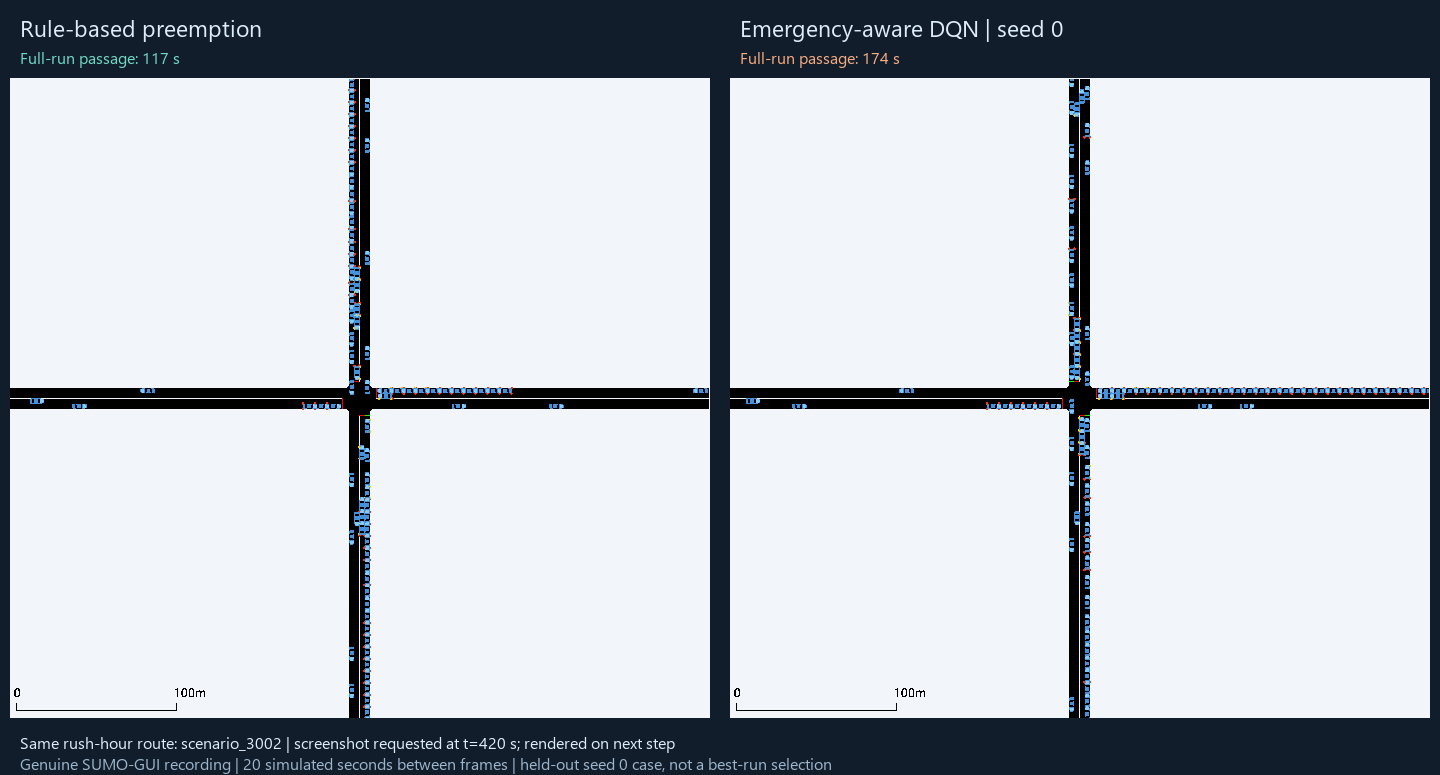 Rule-based preemption
Full-run passage: 117 s
Emergency-aware DQN | seed 0
Full-run passage: 174 s
0 100m
0 100m
Same rush-hour route: scenario_3002 | screenshot requested at t=420 s; rendered on next step
Genuine SUMO-GUI recording | 20 simulated seconds between frames | held-out seed 0 case, not a best-run selection